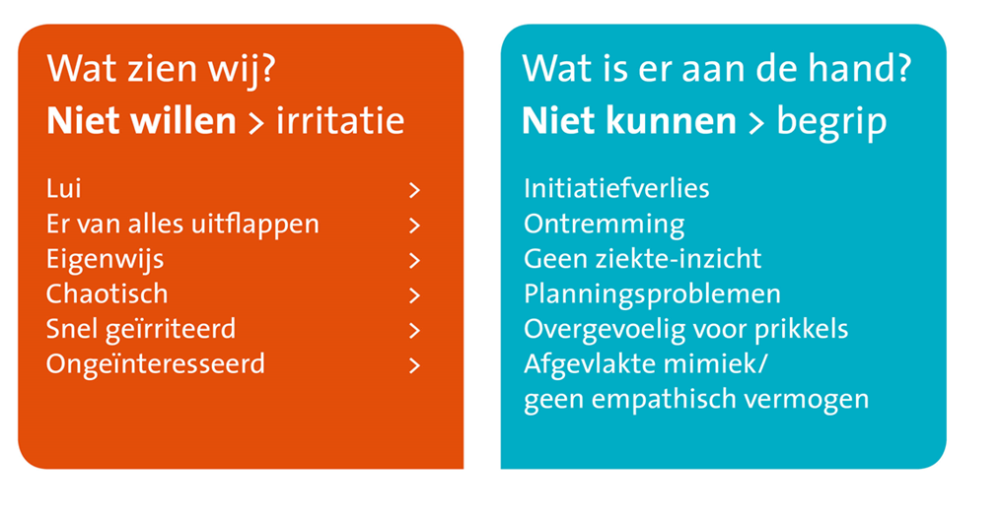 Wat zien wij?
Niet willen > irritatie
Lui >
Er van alles uitflappen >
Eigenwijs >
Chaotisch >
Snel geïrriteerd >
Ongeïnteresseerd >
Wat is er aan de hand?
Niet kunnen > begrip
Initiatiefverlies
Ontremming
Geen ziekte-inzicht
Planningsproblemen
Overgevoelig voor prikkels
Afgevlakte mimiek/
geen empathisch vermogen